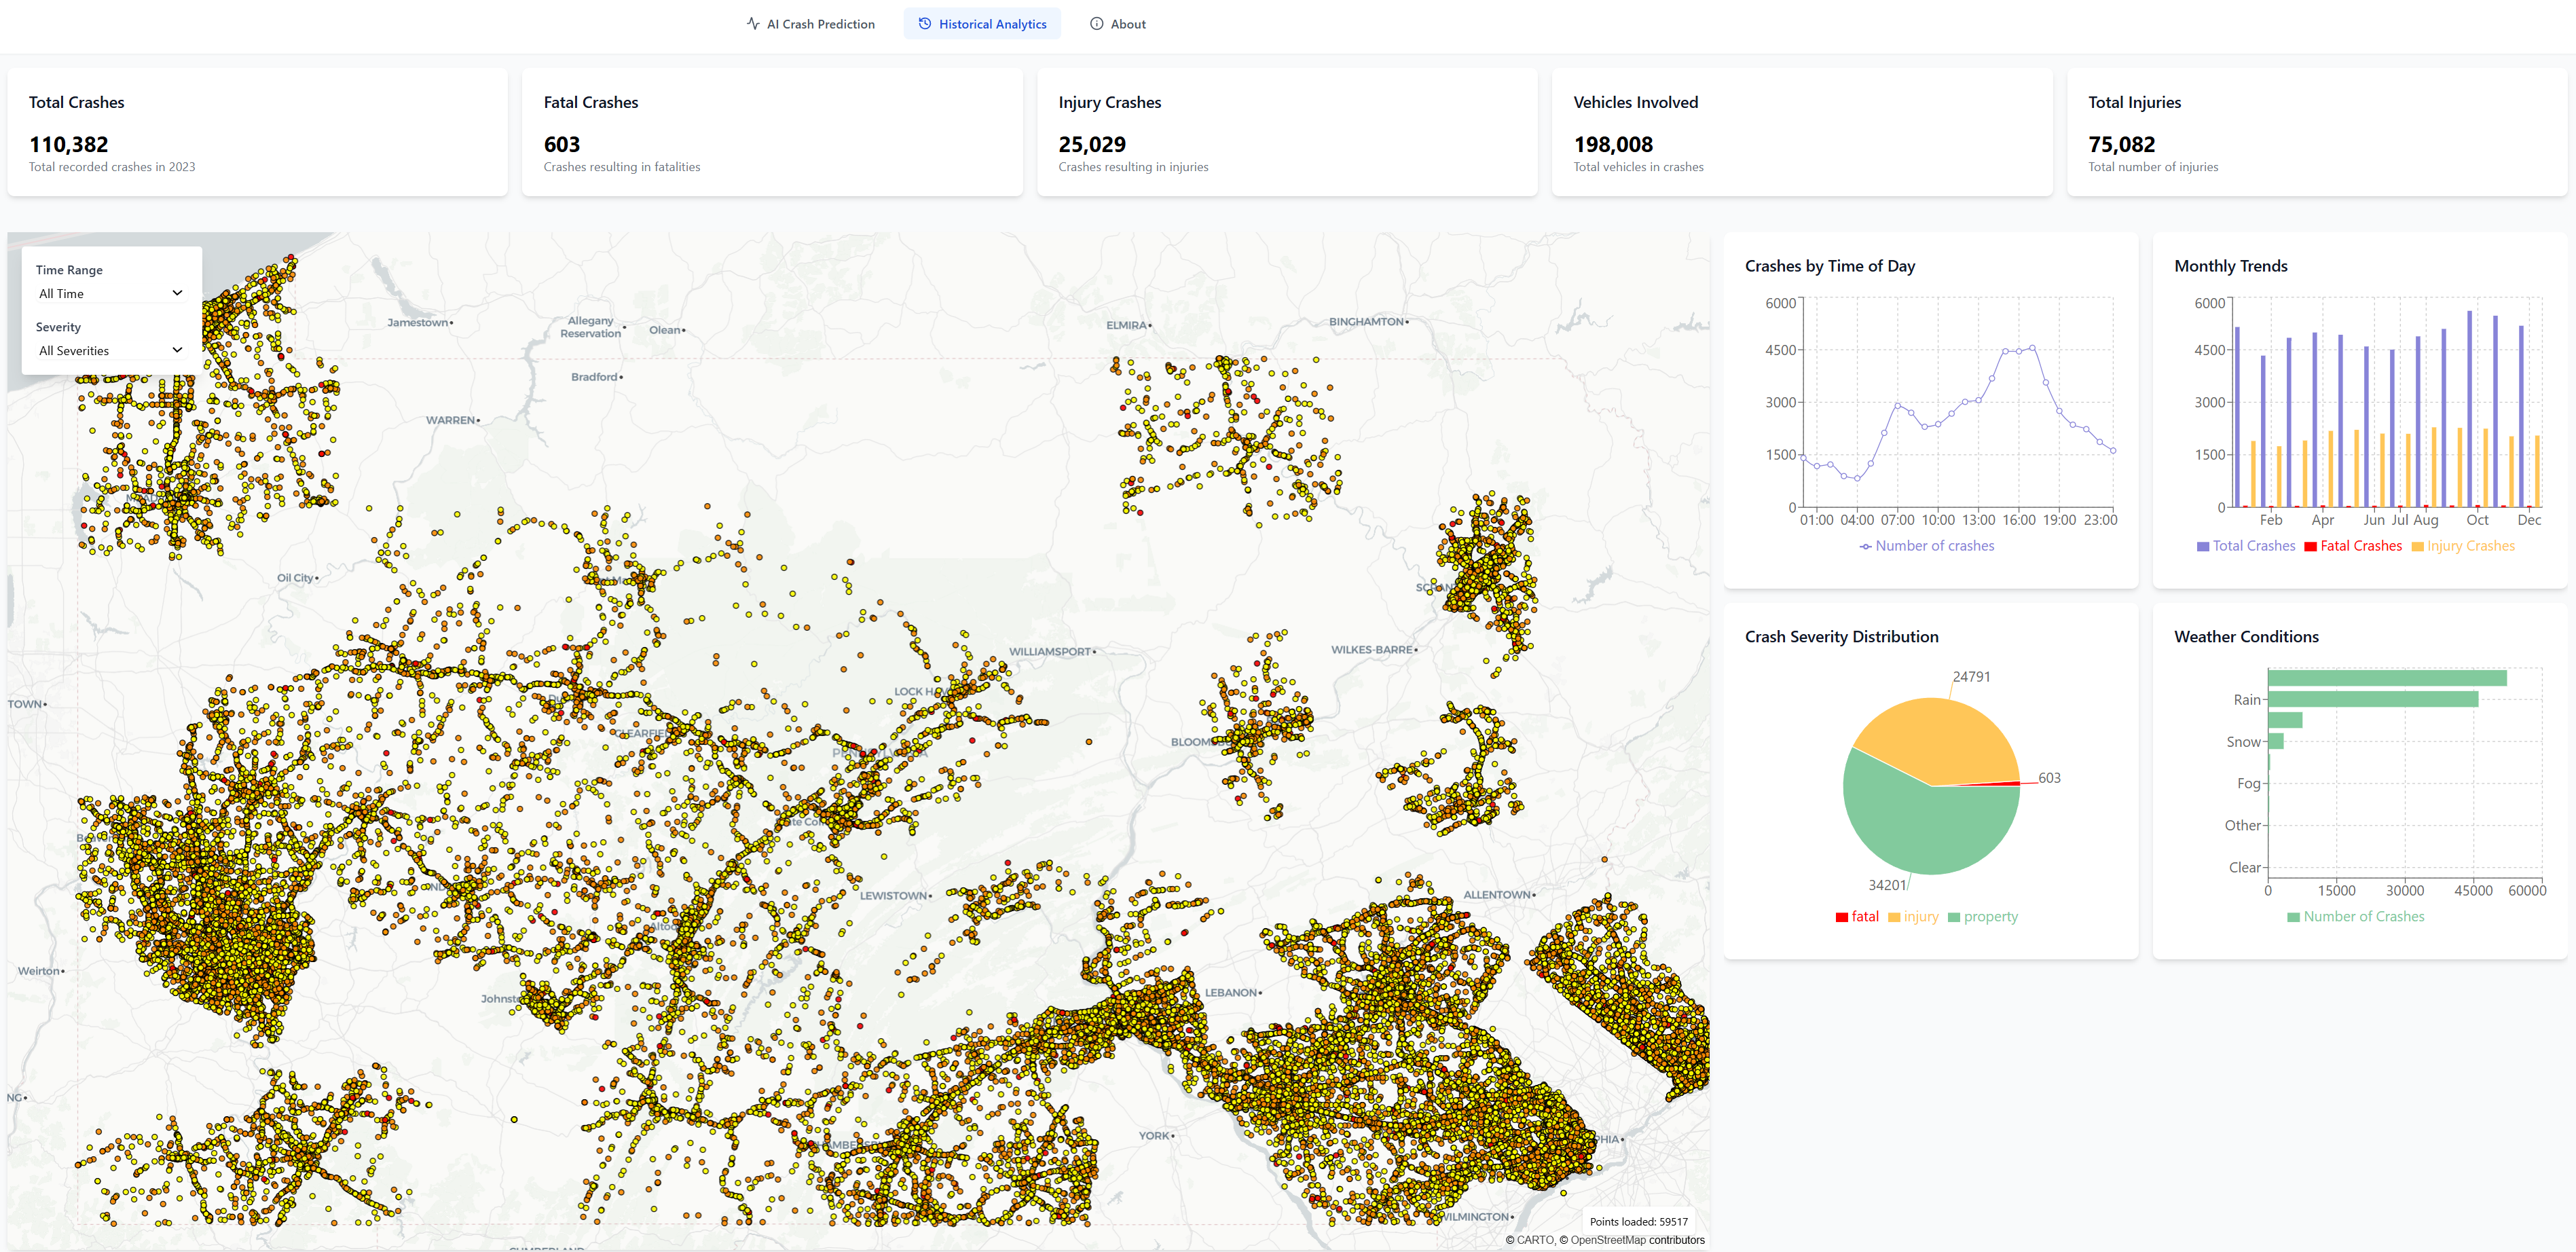 AI Crash Prediction
Historical Analytics
About
Total Crashes
110,382
Total recorded crashes in 2023
Fatal Crashes
603
Crashes resulting in fatalities
Injury Crashes
25,029
Crashes resulting in injuries
Vehicles Involved
198,008
Total vehicles in crashes
Total Injuries
75,082
Total number of injuries
Time Range
All Time
Severity
All Severities
Jamestown
Allegany
Reservation
Olean
ELMIRA
BINGHAMTON
Bradford
WARREN
Oil City
WILLIAMSPORT
WILKES-BARRE
LOCK
TOWN
CLEARFIE
LEWISTOWN
ALLENTOWN
Weirton
Johnst
LEBANON
NG
YORK
PHIA
WILMINGTON
Points loaded: 59517
© CARTO, © OpenStreetMap contributors
Crashes by Time of Day
6000
4500
3000
1500
0
01:00 04:00 07:00 10:00 13:00 16:00 19:00 23:00
Number of crashes
Monthly Trends
6000
4500
3000
1500
0
Feb Apr Jun Jul Aug Oct Dec
Total Crashes Fatal Crashes Injury Crashes
Crash Severity Distribution
24791
603
34201
fatal injury property
Weather Conditions
Rain
Snow
Fog
Other
Clear
0 15000 30000 45000 60000
Number of Crashes